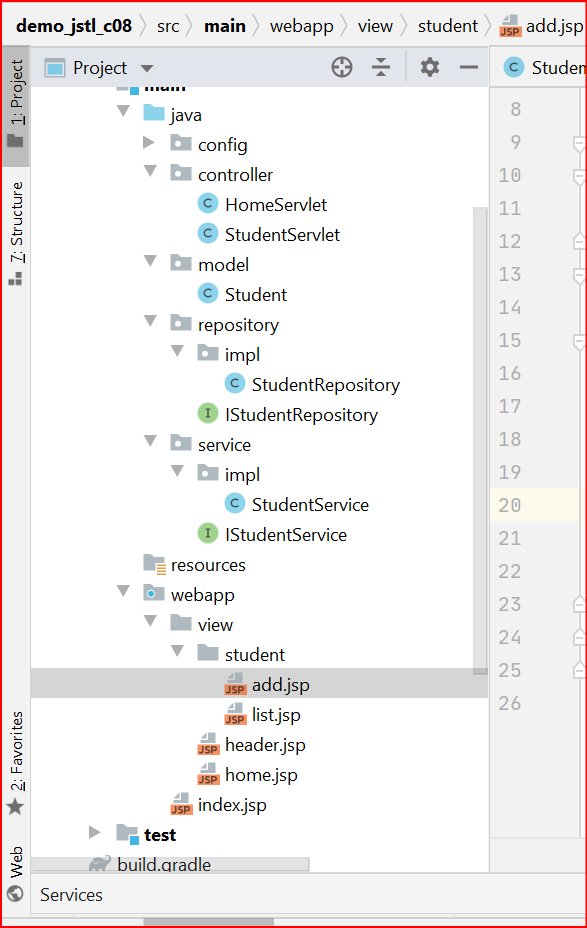 demo_jstl_c08 > src > main > webapp > view > student > add.jsp
1: Project
Project
Studen
main
java
config
controller
HomeServlet
StudentServlet
model
Student
repository
impl
StudentRepository
IStudentRepository
service
impl
StudentService
IStudentService
resources
webapp
view
student
add.jsp
list.jsp
header.jsp
home.jsp
index.jsp
test
build.gradle
8
9
10
11
12
13
14
15
16
17
18
19
20
21
22
23
24
25
26
7: Structure
2: Favorites
Web
Services